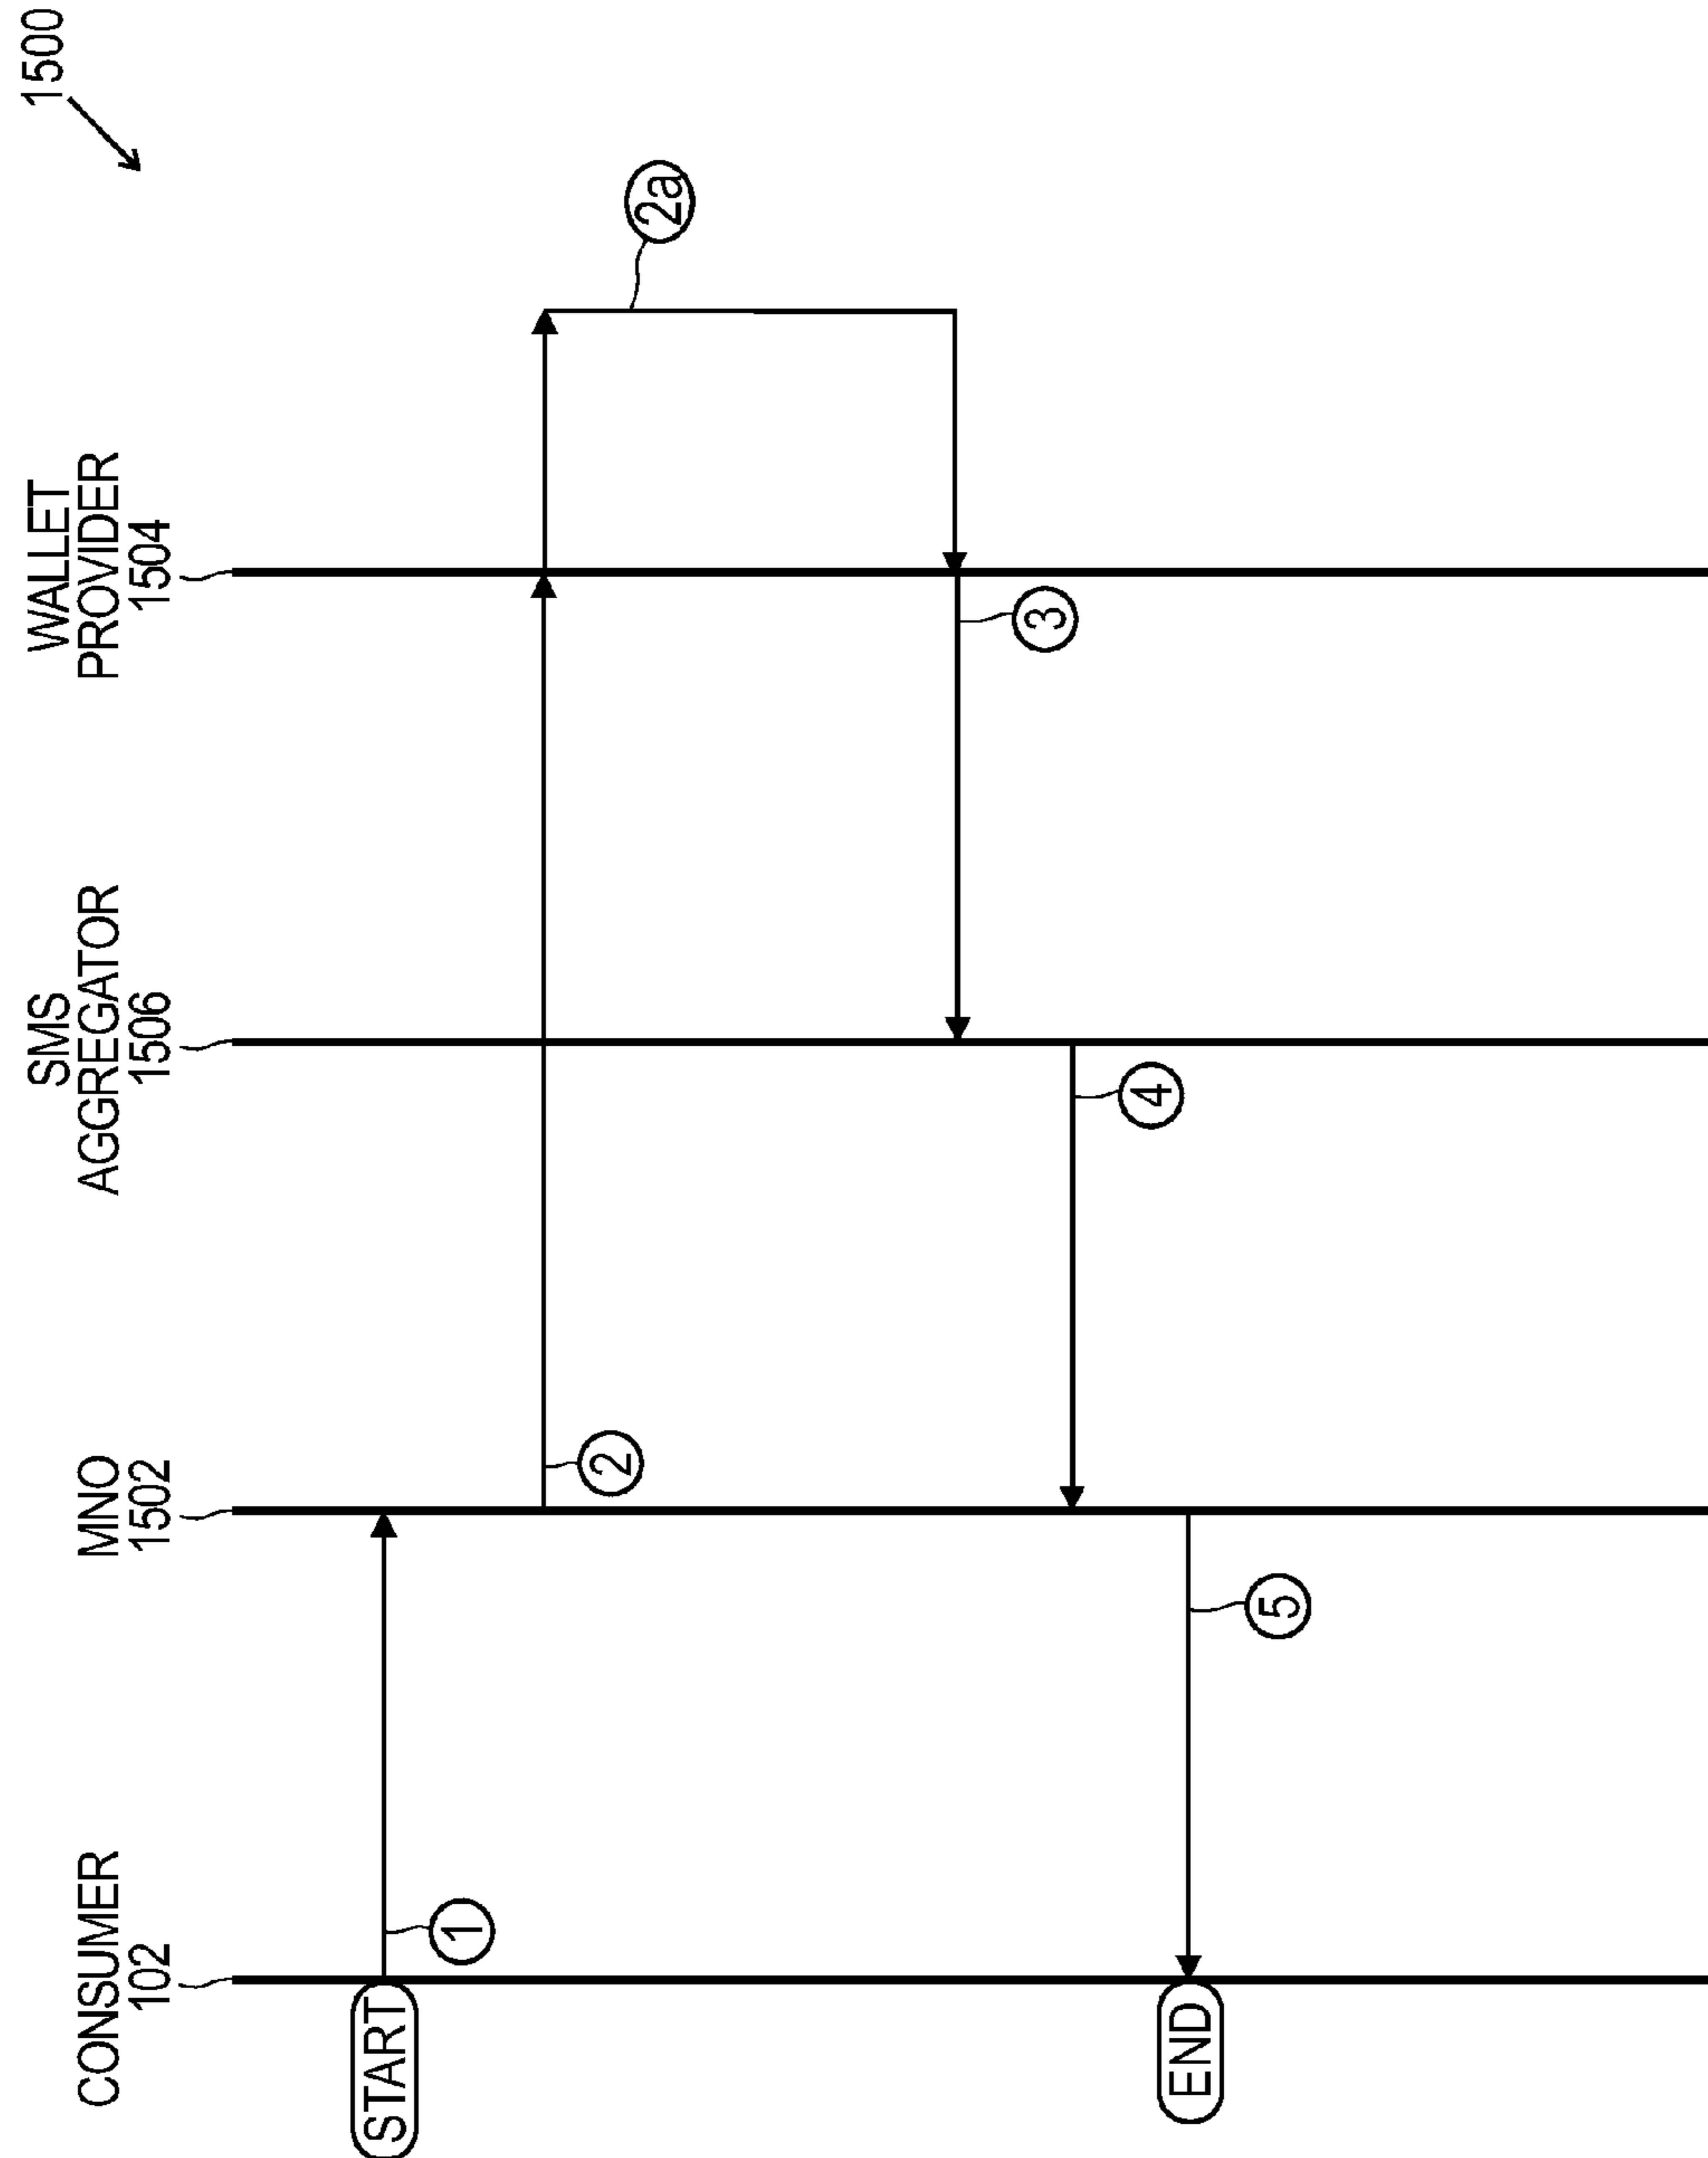 1500
CONSUMER
102
MNO
1502
SMS
AGGREGATOR
1506
WALLET
PROVIDER
1504
START
1
2
2a
3
4
5
END